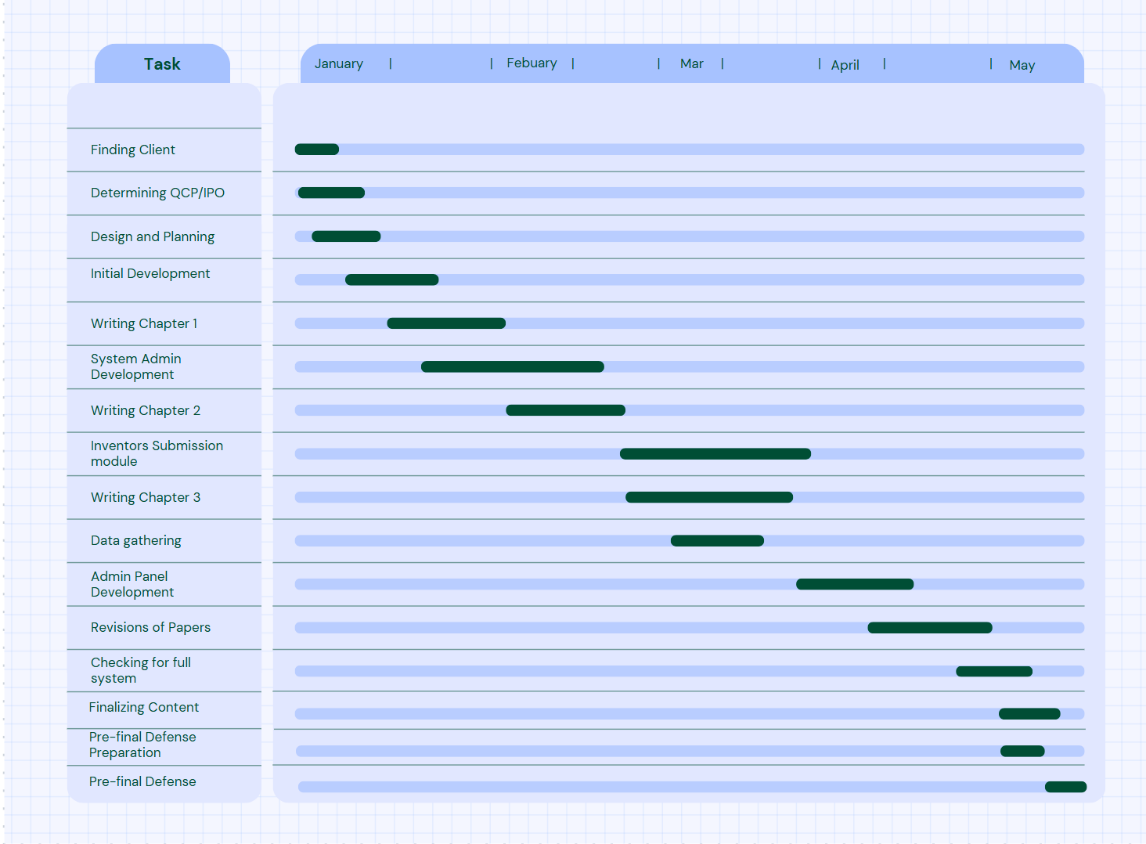 Task
January | | Febuary | | Mar | | April | | May
Finding Client
Determining QCP/IPO
Design and Planning
Initial Development
Writing Chapter 1
System Admin
Development
Writing Chapter 2
Inventors Submission
module
Writing Chapter 3
Data gathering
Admin Panel
Development
Revisions of Papers
Checking for full
system
Finalizing Content
Pre-final Defense
Preparation
Pre-final Defense